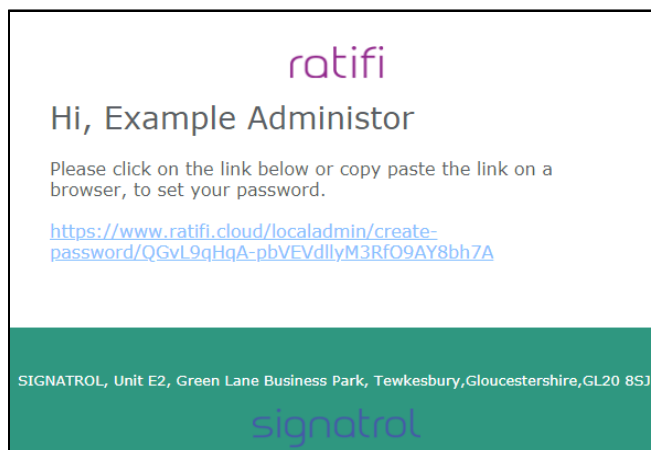 ratifi
Hi, Example Administor
Please click on the link below or copy paste the link on a
browser, to set your password.
https://www.ratifi.cloud/localadmin/create-
password/QGvL9qHqA-pbVEVdllyM3RfO9AY8bh7A
SIGNATROL, Unit E2, Green Lane Business Park, Tewkesbury,Gloucestershire,GL20 8SJ
signatrol